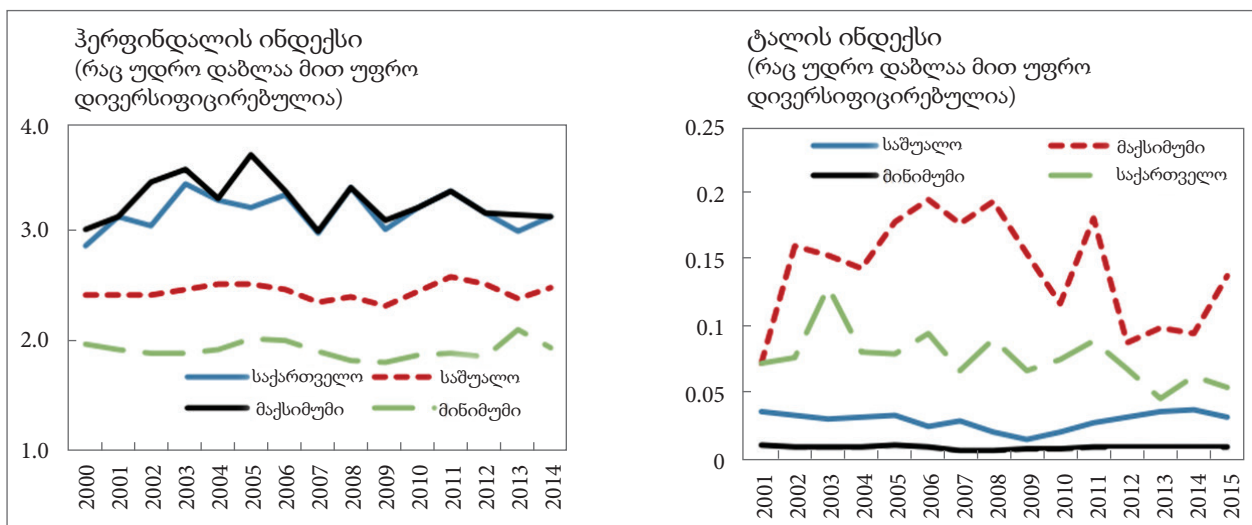 ჰერფინდალის ინდექსი
(რაც უდრო დაბლაა მით უფრო
დივერსიფიცირებულია)
4.0
3.0
2.0
1.0
საქართველო
საშუალო
მაქსიმუმი
მინიმუმი
2000
2001
2002
2003
2004
2005
2006
2007
2008
2009
2010
2011
2012
2013
2014
ტალის ინდექსი
(რაც უდრო დაბლაა მით უფრო
დივერსიფიცირებულია)
0.25
0.2
0.15
0.1
0.05
0
საშუალო
მაქსიმუმი
მინიმუმი
საქართველო
2001
2002
2003
2004
2005
2006
2007
2008
2009
2010
2011
2012
2013
2014
2015